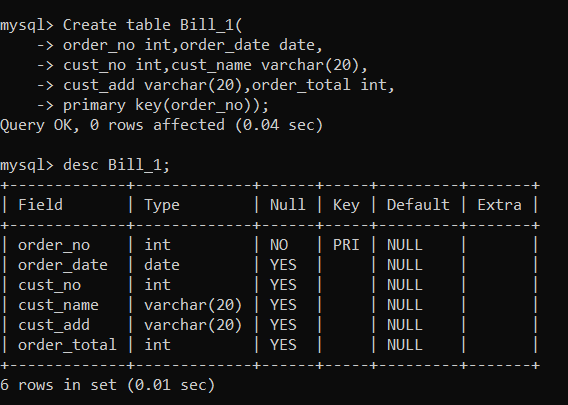 mysql> Create table Bill_1(
    -> order_no int,order_date date,
    -> cust_no int,cust_name varchar(20),
    -> cust_add varchar(20),order_total int,
    -> primary key(order_no));
Query OK, 0 rows affected (0.04 sec)

mysql> desc Bill_1;
+-------------+-------------+------+-----+---------+-------+
| Field       | Type        | Null | Key | Default | Extra |
+-------------+-------------+------+-----+---------+-------+
| order_no    | int         | NO   | PRI | NULL    |       |
| order_date  | date        | YES  |     | NULL    |       |
| cust_no     | int         | YES  |     | NULL    |       |
| cust_name   | varchar(20) | YES  |     | NULL    |       |
| cust_add    | varchar(20) | YES  |     | NULL    |       |
| order_total | int         | YES  |     | NULL    |       |
+-------------+-------------+------+-----+---------+-------+
6 rows in set (0.01 sec)